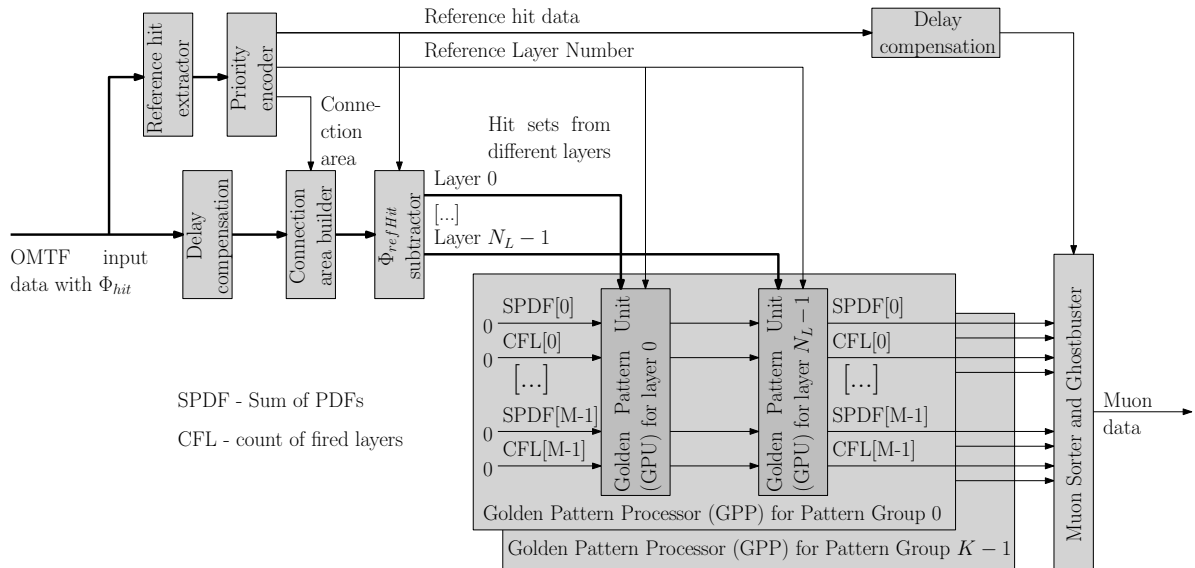 Reference hit data
Delay
compensation
Reference Layer Number
Reference hit
extractor
Priority
encoder
Conne-
ction
area
Hit sets from
different layers
Delay
compensation
Connection
area builder
Φ_{refHit}
subtractor
Layer 0
[...]
Layer N_L − 1
OMTF input
data with Φ_{hit}
SPDF - Sum of PDFs
CFL - count of fired layers
0
SPDF[0]
0
CFL[0]
[...]
0
SPDF[M-1]
0
CFL[M-1]
Golden Pattern Unit
(GPU) for layer 0
Golden Pattern Unit
(GPU) for layer N_L−1
SPDF[0]
CFL[0]
[...]
SPDF[M-1]
CFL[M-1]
Golden Pattern Processor (GPP) for Pattern Group 0
Golden Pattern Processor (GPP) for Pattern Group K − 1
Muon Sorter and Ghostbuster
Muon
data